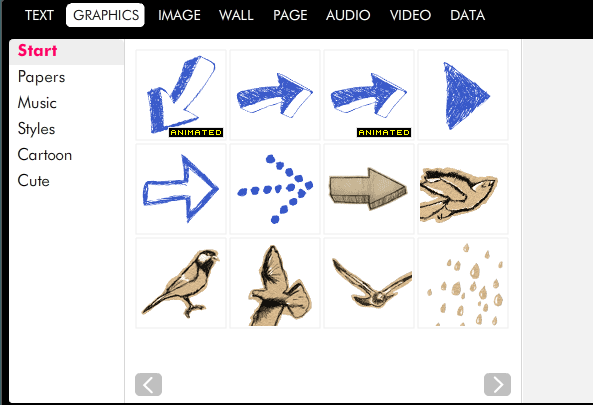 TEXT GRAPHICS IMAGE WALL PAGE AUDIO VIDEO DATA
Start
Papers
Music
Styles
Cartoon
Cute
ANIMATED
ANIMATED